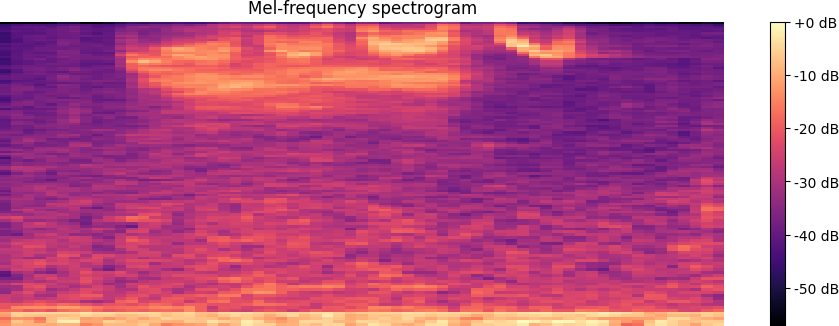 Mel-frequency spectrogram
+0 dB
-10 dB
-20 dB
-30 dB
-40 dB
-50 dB